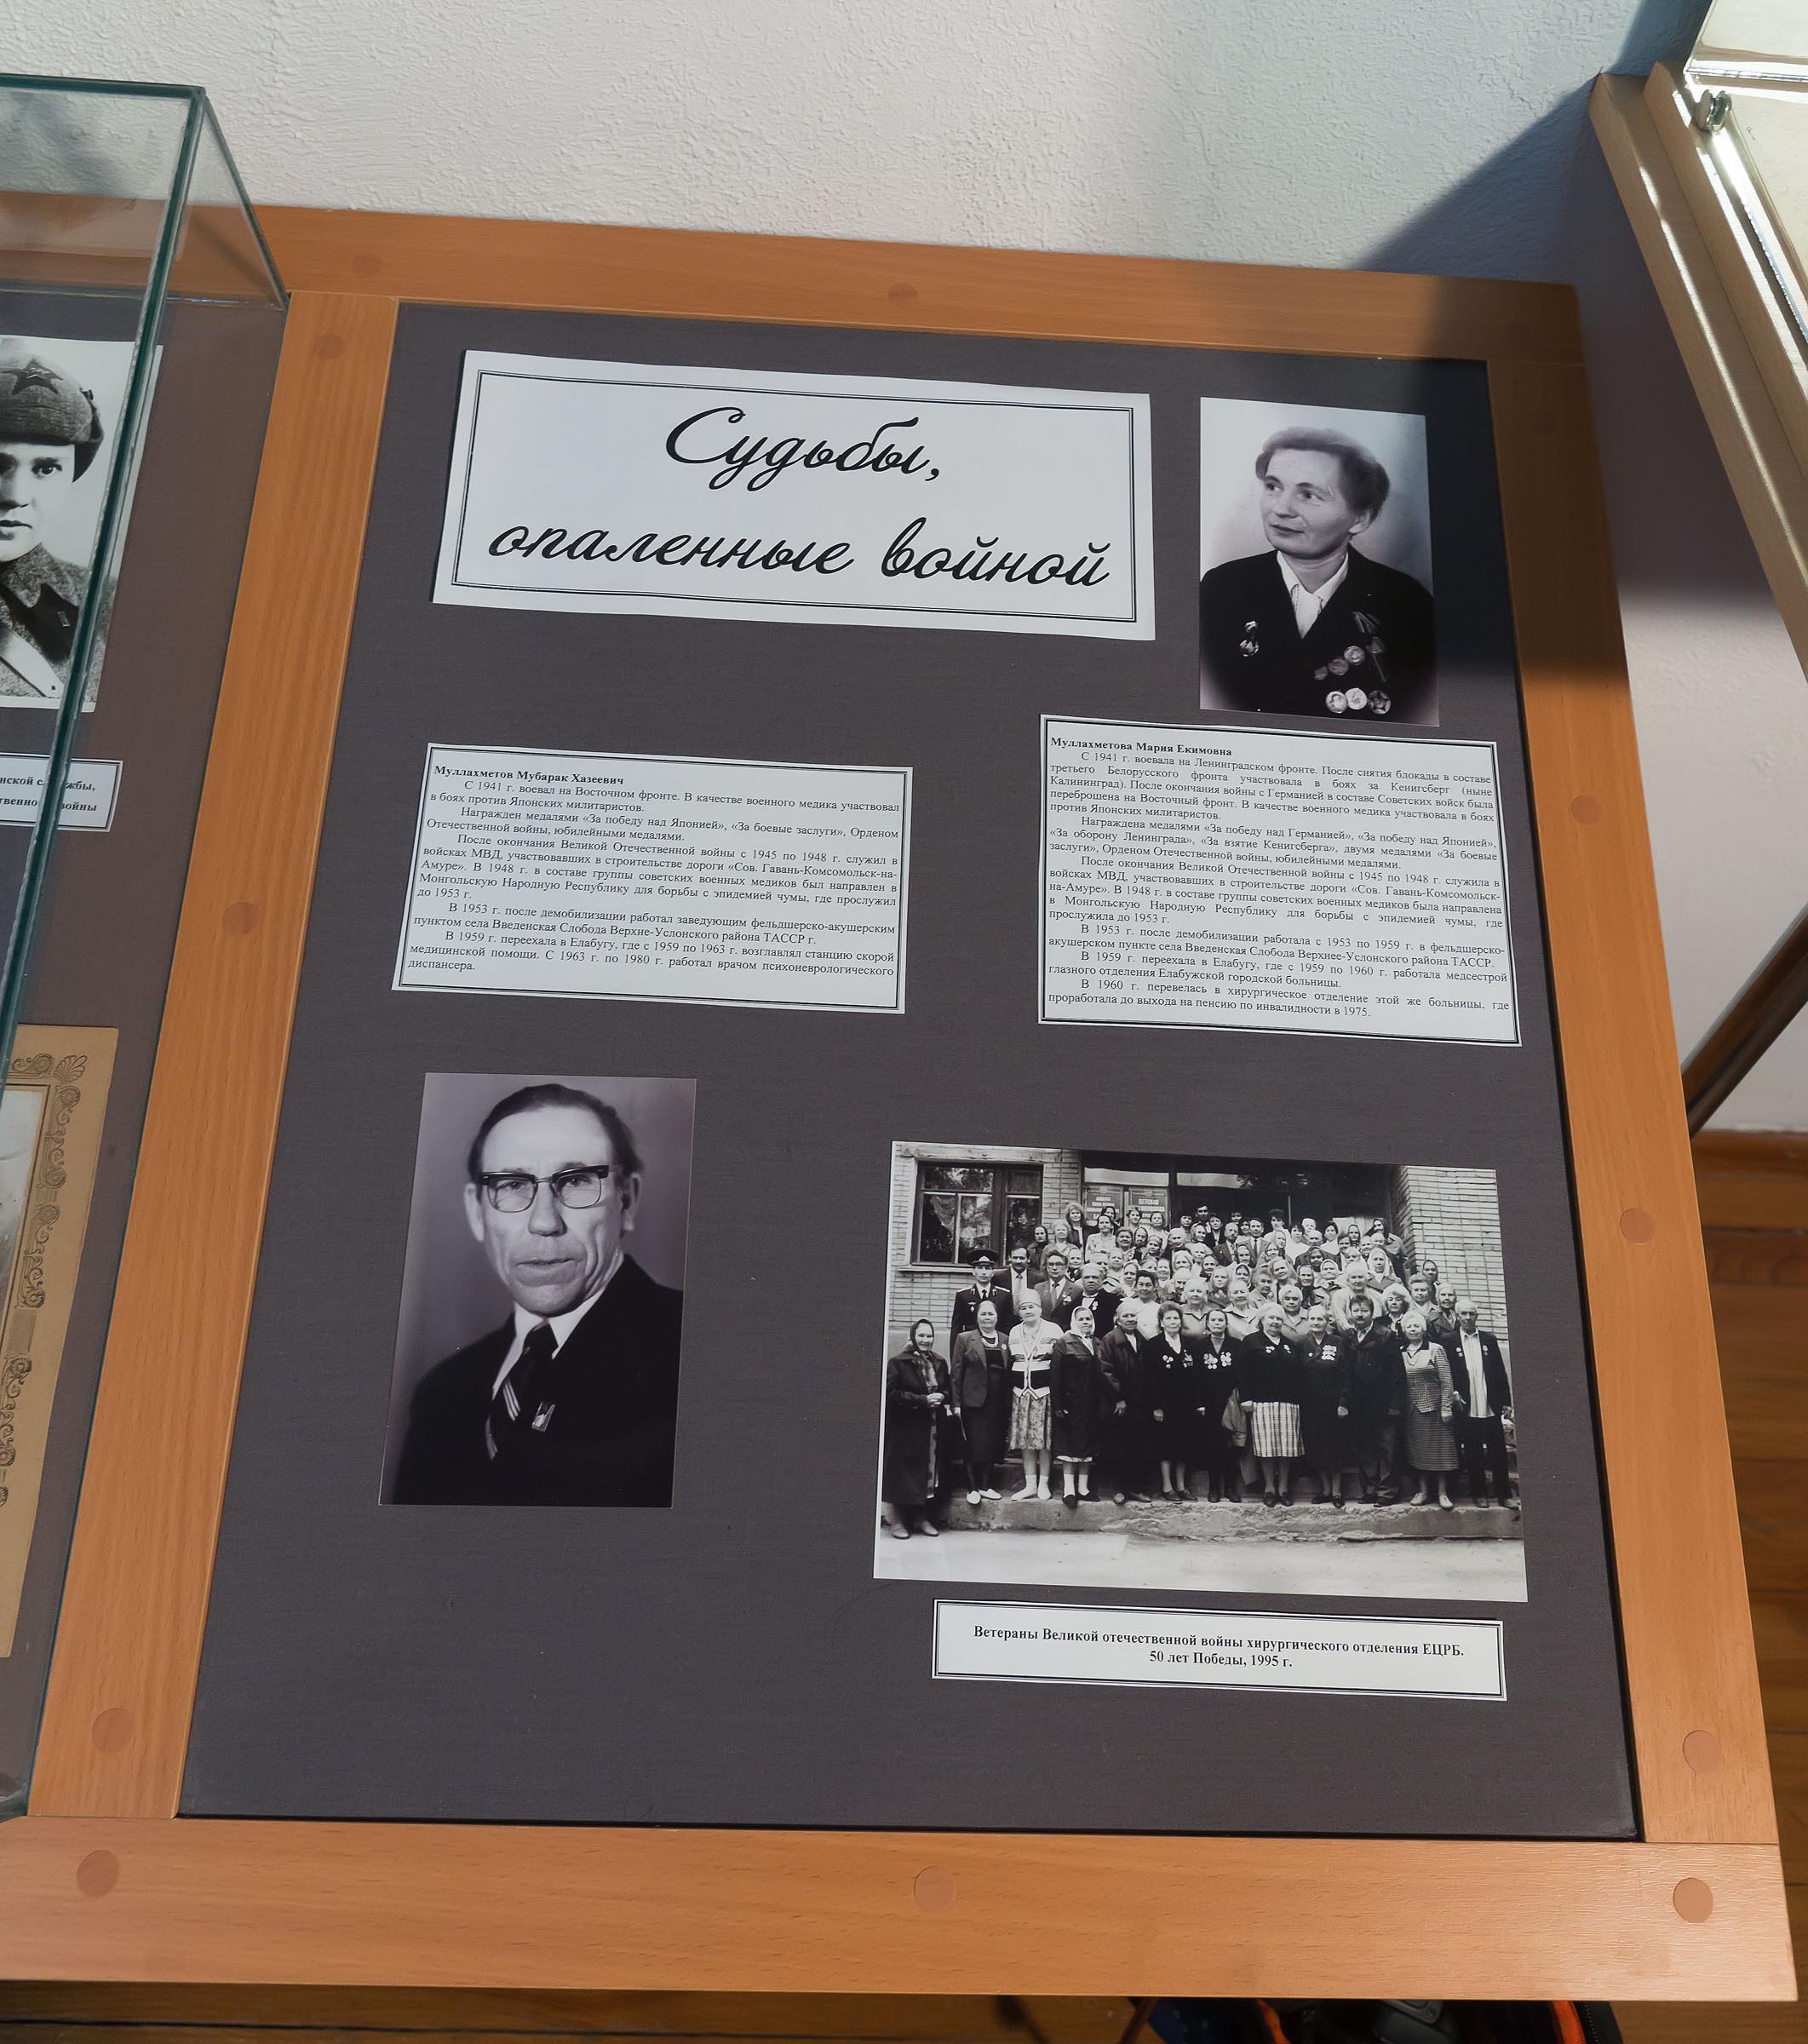 Судьбы,
опаленные войной
нской службы,
войны
Муллахметов Мубарак Хазеевич
С 1941 г. воевал на Восточном фронте. В качестве военного медика участвовал
в боях против Японских милитаристов.
Награжден медалями «За победу над Японией», «За боевые заслуги», Орденом
Отечественной войны, юбилейными медалями.
После окончания Великой Отечественной войны с 1945 по 1948 г. служил в
войсках МВД, участвовавших в строительстве дороги «Сов. Гавань-Комсомольск-на-
Амуре». В 1948 г. в составе группы советских военных медиков был направлен в
Монгольскую Народную Республику для борьбы с эпидемией чумы, где прослужил
до 1953 г.
В 1953 г. после демобилизации работал заведующим фельдшерско-акушерским
пунктом села Введенская Слобода Верхне-Услонского района ТАССР г.
В 1959 г. переехала в Елабугу, где с 1959 по 1963 г. возглавлял станцию скорой
медицинской помощи. С 1963 г. по 1980 г. работал врачом психоневрологического
диспансера.
Муллахметова Мария Екимовна
С 1941 г. воевала на Ленинградском фронте. После снятия блокады в составе
третьего Белорусского фронта участвовала в боях за Кенигсберг (ныне
Калининград). После окончания войны с Германией в составе Советских войск была
переброшена на Восточный фронт. В качестве военного медика участвовала в боях
против Японских милитаристов.
Награждена медалями «За победу над Германией», «За победу над Японией»,
«За оборону Ленинграда», «За взятие Кенигсберга», двумя медалями «За боевые
заслуги», Орденом Отечественной войны, юбилейными медалями.
После окончания Великой Отечественной войны с 1945 по 1948 г. служила в
войсках МВД, участвовавших в строительстве дороги «Сов. Гавань-Комсомольск-
на-Амуре». В 1948 г. в составе группы советских военных медиков была направлена
в Монгольскую Народную Республику для борьбы с эпидемией чумы, где
прослужила до 1953 г.
В 1953 г. после демобилизации работала с 1953 по 1959 г. в фельдшерско-
акушерском пункте села Введенская Слобода Верхнее-Услонского района ТАССР.
В 1959 г. переехала в Елабугу, где с 1959 по 1960 г. работала медсестрой
глазного отделения Елабужской городской больницы.
В 1960 г. перевелась в хирургическое отделение этой же больницы, где
проработала до выхода на пенсию по инвалидности в 1975.
Ветераны Великой отечественной войны хирургического отделения ЕЦРБ.
50 лет Победы, 1995 г.